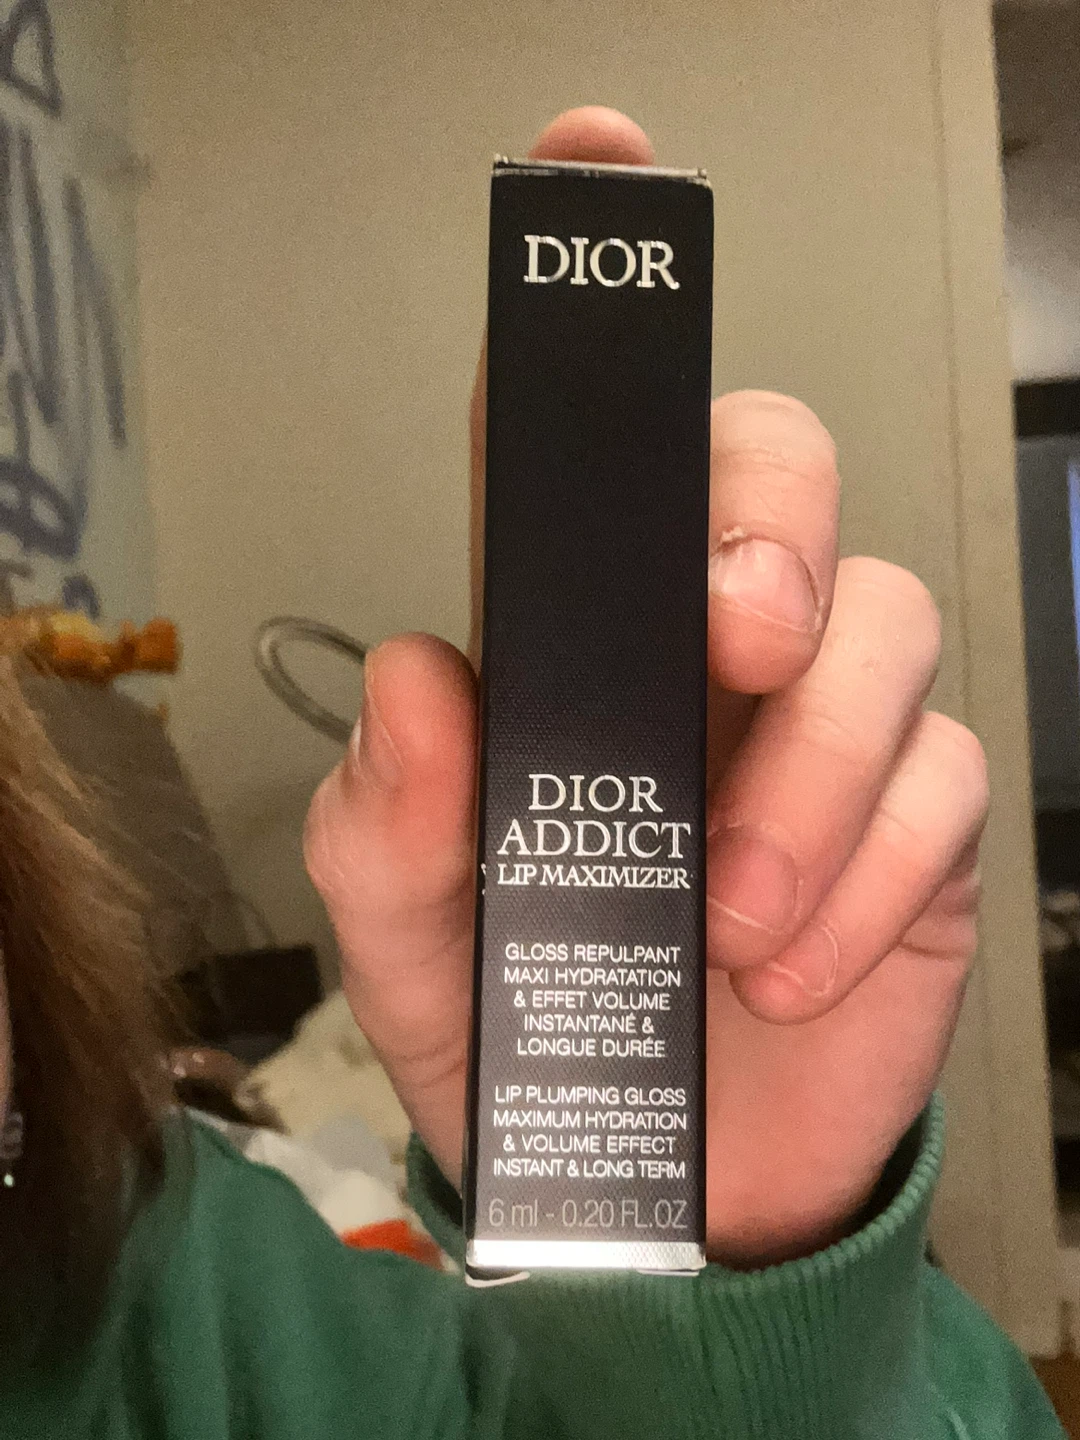 DIOR
DIOR
ADDICT
LIP MAXIMIZER
GLOSS REPULPANT
MAXI HYDRATATION
& EFFET VOLUME
INSTANTANÉ &
LONGUE DURÉE
LIP PLUMPING GLOSS
MAXIMUM HYDRATION
& VOLUME EFFECT
INSTANT & LONG TERM
6 ml - 0.20 FL.OZ